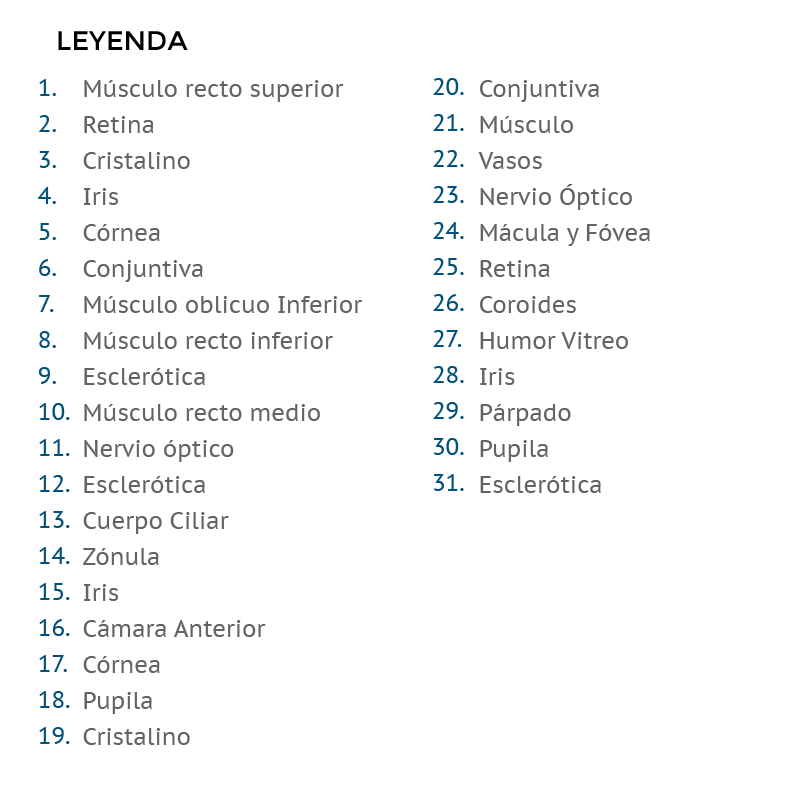 LEYENDA
1. Músculo recto superior
2. Retina
3. Cristalino
4. Iris
5. Córnea
6. Conjuntiva
7. Músculo oblicuo Inferior
8. Músculo recto inferior
9. Esclerótica
10. Músculo recto medio
11. Nervio óptico
12. Esclerótica
13. Cuerpo Ciliar
14. Zónula
15. Iris
16. Cámara Anterior
17. Córnea
18. Pupila
19. Cristalino
20. Conjuntiva
21. Músculo
22. Vasos
23. Nervio Óptico
24. Mácula y Fóvea
25. Retina
26. Coroides
27. Humor Vitreo
28. Iris
29. Párpado
30. Pupila
31. Esclerótica